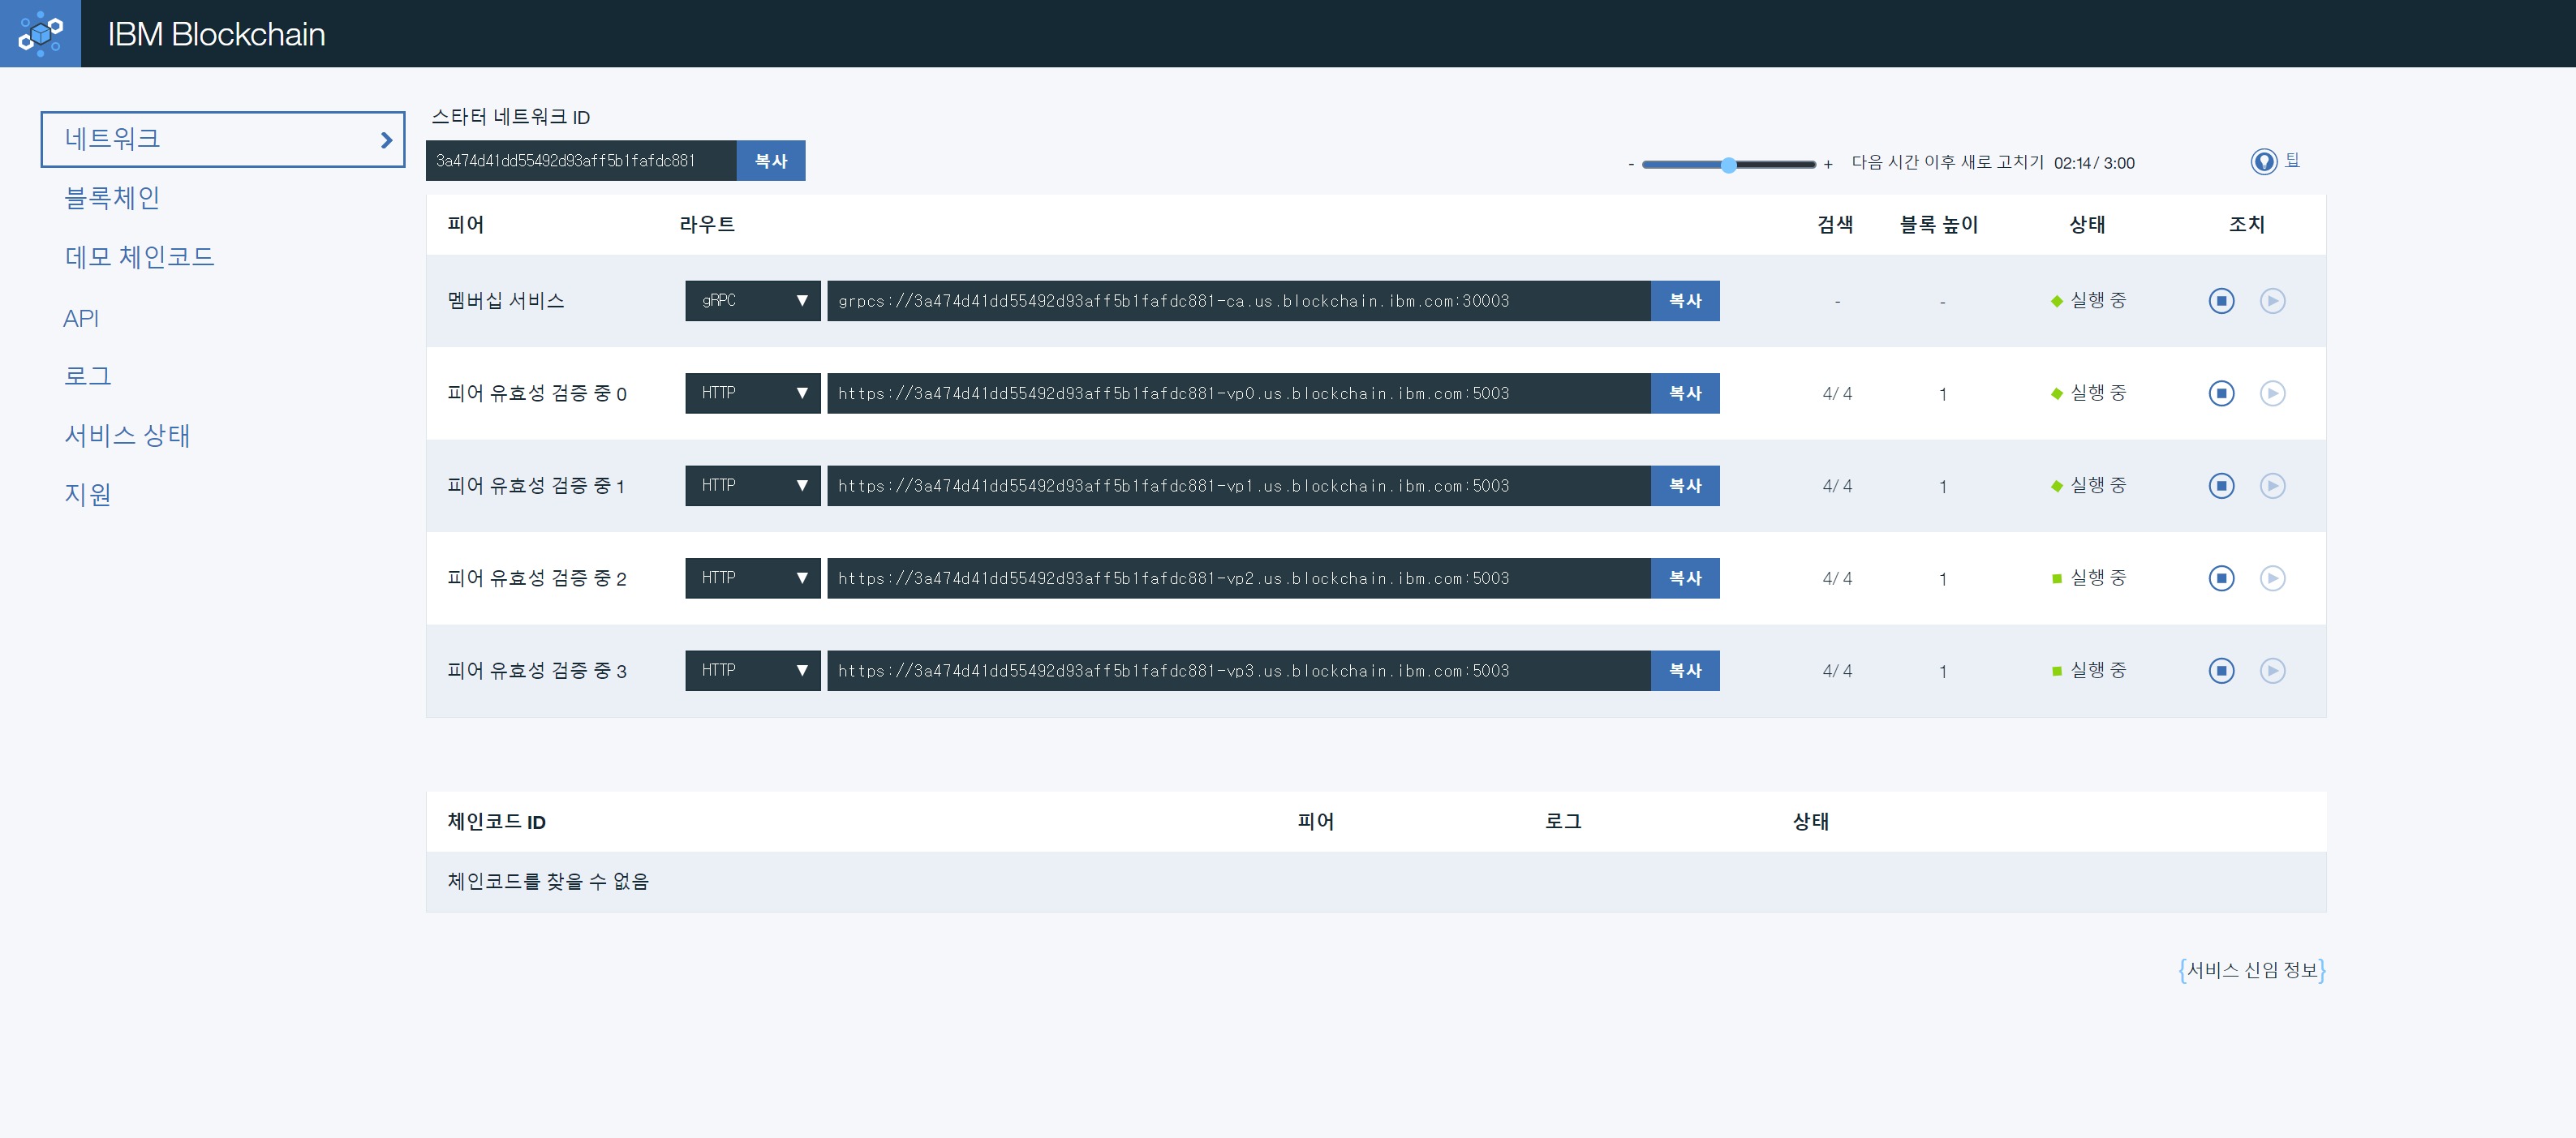 IBM Blockchain
네트워크
블록체인
데모 체인코드
API
로그
서비스 상태
지원
스타터 네트워크 ID
3a474d41dd55492d93aff5b1fafdc881 복사
- + 다음 시간 이후 새로 고치기 02:14/ 3:00 팁
피어 라우트 검색 블록 높이 상태 조치
멤버십 서비스 gRPC ▼ grpcs://3a474d41dd55492d93aff5b1fafdc881-ca.us.blockchain.ibm.com:30003 복사 - - 실행 중
피어 유효성 검증 중 0 HTTP ▼ https://3a474d41dd55492d93aff5b1fafdc881-vp0.us.blockchain.ibm.com:5003 복사 4/ 4 1 실행 중
피어 유효성 검증 중 1 HTTP ▼ https://3a474d41dd55492d93aff5b1fafdc881-vp1.us.blockchain.ibm.com:5003 복사 4/ 4 1 실행 중
피어 유효성 검증 중 2 HTTP ▼ https://3a474d41dd55492d93aff5b1fafdc881-vp2.us.blockchain.ibm.com:5003 복사 4/ 4 1 실행 중
피어 유효성 검증 중 3 HTTP ▼ https://3a474d41dd55492d93aff5b1fafdc881-vp3.us.blockchain.ibm.com:5003 복사 4/ 4 1 실행 중
체인코드 ID 피어 로그 상태
체인코드를 찾을 수 없음
{서비스 신임 정보}